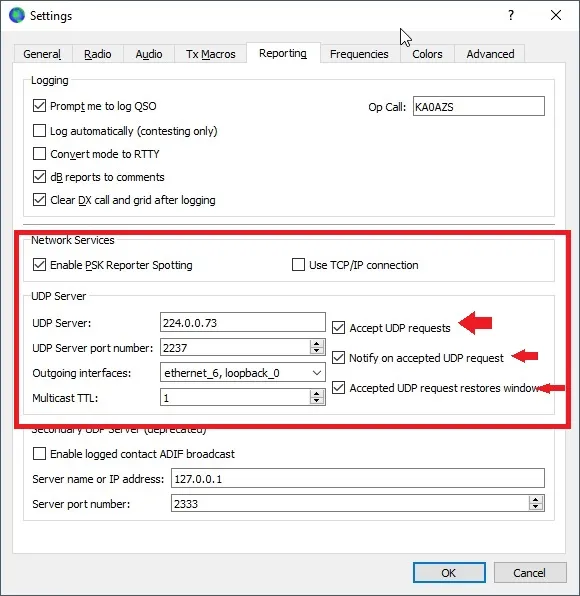 Settings
?
General Radio Audio Tx Macros Reporting Frequencies Colors Advanced
Logging
Prompt me to log QSO
Op Call: KA0AZS
Log automatically (contesting only)
Convert mode to RTTY
dB reports to comments
Clear DX call and grid after logging
Network Services
Enable PSK Reporter Spotting
Use TCP/IP connection
UDP Server
UDP Server: 224.0.0.73
Accept UDP requests
UDP Server port number: 2237
Notify on accepted UDP request
Outgoing interfaces: ethernet_6, loopback_0
Accepted UDP request restores window
Multicast TTL: 1
Secondary UDP Server (deprecated)
Enable logged contact ADIF broadcast
Server name or IP address: 127.0.0.1
Server port number: 2333
OK Cancel